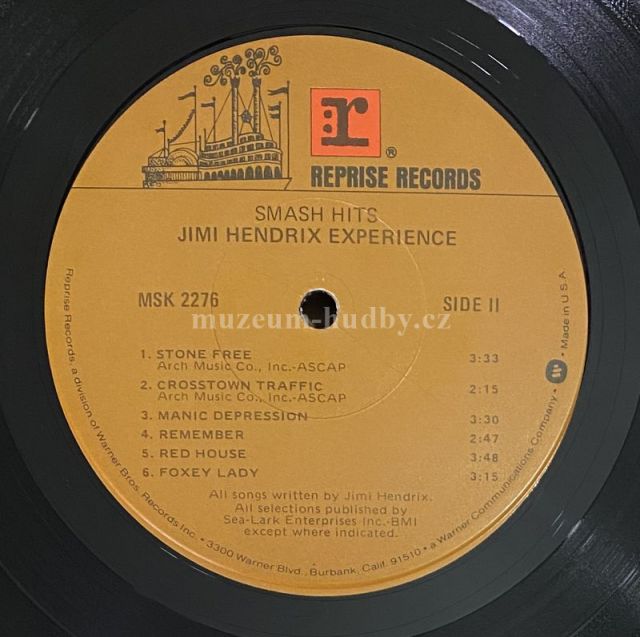 r
®
REPRISE RECORDS
SMASH HITS
JIMI HENDRIX EXPERIENCE
MSK 2276
SIDE II
muzeum-hudby.cz
1. STONE FREE 3:33
Arch Music Co., Inc.-ASCAP
2. CROSSTOWN TRAFFIC 2:15
Arch Music Co., Inc.-ASCAP
3. MANIC DEPRESSION 3:30
4. REMEMBER 2:47
5. RED HOUSE 3:48
6. FOXEY LADY 3:15
All songs written by Jimi Hendrix.
All selections published by
Sea-Lark Enterprises Inc.-BMI
except where indicated.
Reprise Records, a division of Warner Bros. Records Inc. • 3300 Warner Blvd., Burbank, Calif. 91510 • a Warner Communications Company • Made in U.S.A.